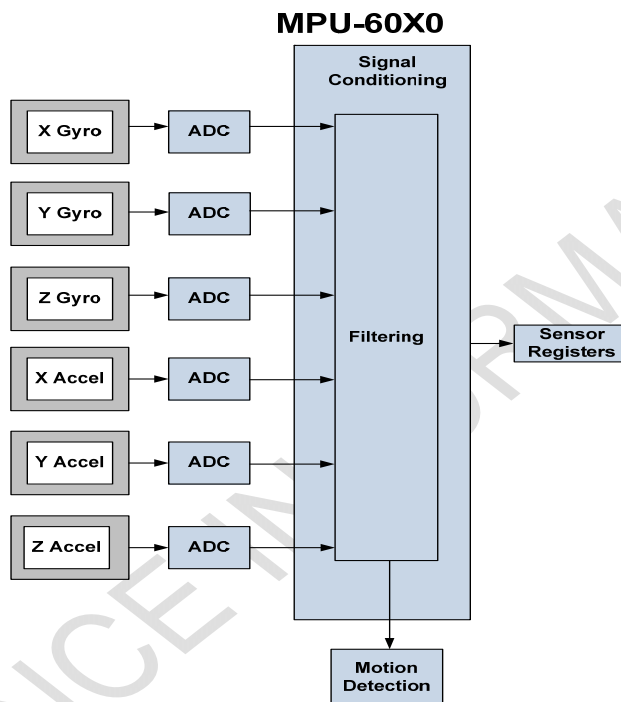 MPU-60X0
Signal
Conditioning
X Gyro
ADC
Y Gyro
ADC
Z Gyro
ADC
Filtering
Sensor
Registers
X Accel
ADC
Y Accel
ADC
Z Accel
ADC
Motion
Detection